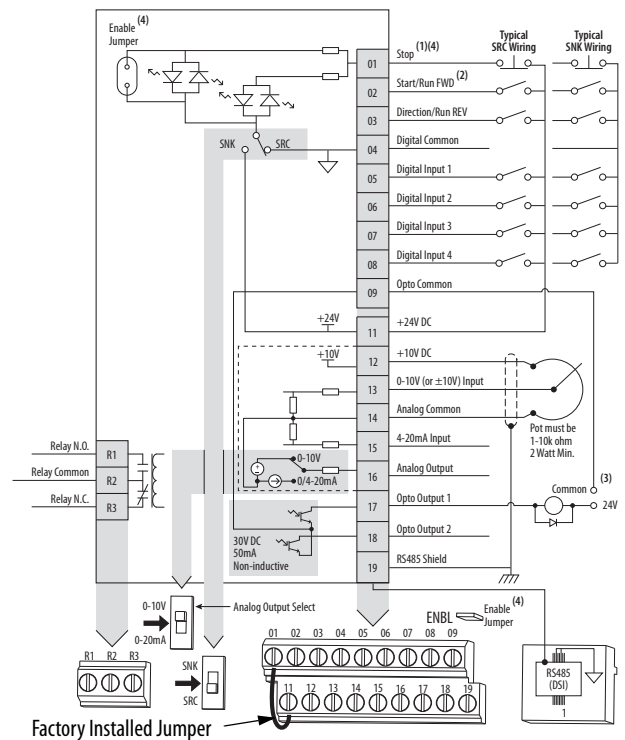 Enable
Jumper (4)
SNK
SRC
Typical
SRC Wiring
Typical
SNK Wiring
01
Stop (1)(4)
02
Start/Run FWD (2)
03
Direction/Run REV
04
Digital Common
05
Digital Input 1
06
Digital Input 2
07
Digital Input 3
08
Digital Input 4
09
Opto Common
+24V
11
+24V DC
+10V
12
+10V DC
13
0-10V (or ±10V) Input
14
Analog Common
Pot must be
1-10k ohm
2 Watt Min.
15
4-20mA Input
0-10V
0/4-20mA
16
Analog Output
Relay N.O.
R1
Relay Common
R2
Relay N.C.
R3
17
Opto Output 1
Common
(3)
24V
18
Opto Output 2
30V DC
50mA
Non-inductive
19
RS485 Shield
0-10V
0-20mA
Analog Output Select
ENBL
Enable
Jumper
(4)
R1 R2 R3
SNK
SRC
01 02 03 04 05 06 07 08 09
11 12 13 14 15 16 17 18 19
RS485
(DSI)
1
Factory Installed Jumper